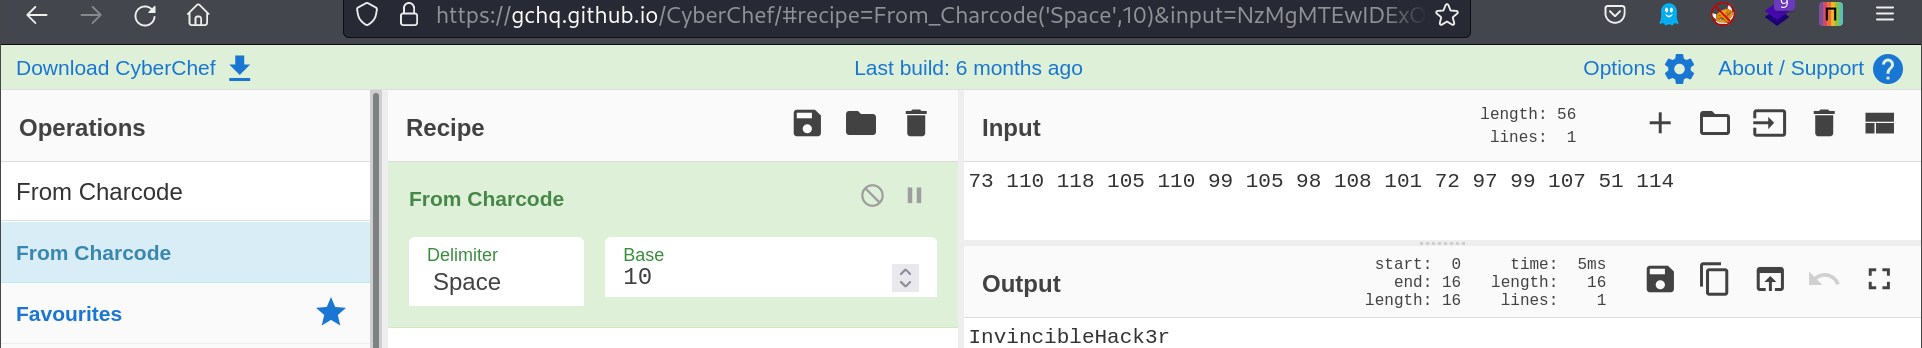 https://gchq.github.io/CyberChef/#recipe=From_Charcode('Space',10)&input=NzMgMTEwIDExO
9
Download CyberChef
Last build: 6 months ago
Options
About / Support
Operations
From Charcode
From Charcode
Favourites
Recipe
From Charcode
Delimiter
Space
Base
10
Input
length: 56
lines: 1
73 110 118 105 110 99 105 98 108 101 72 97 99 107 51 114
Output
start: 0 time: 5ms
end: 16 length: 16
length: 16 lines: 1
InvincibleHack3r